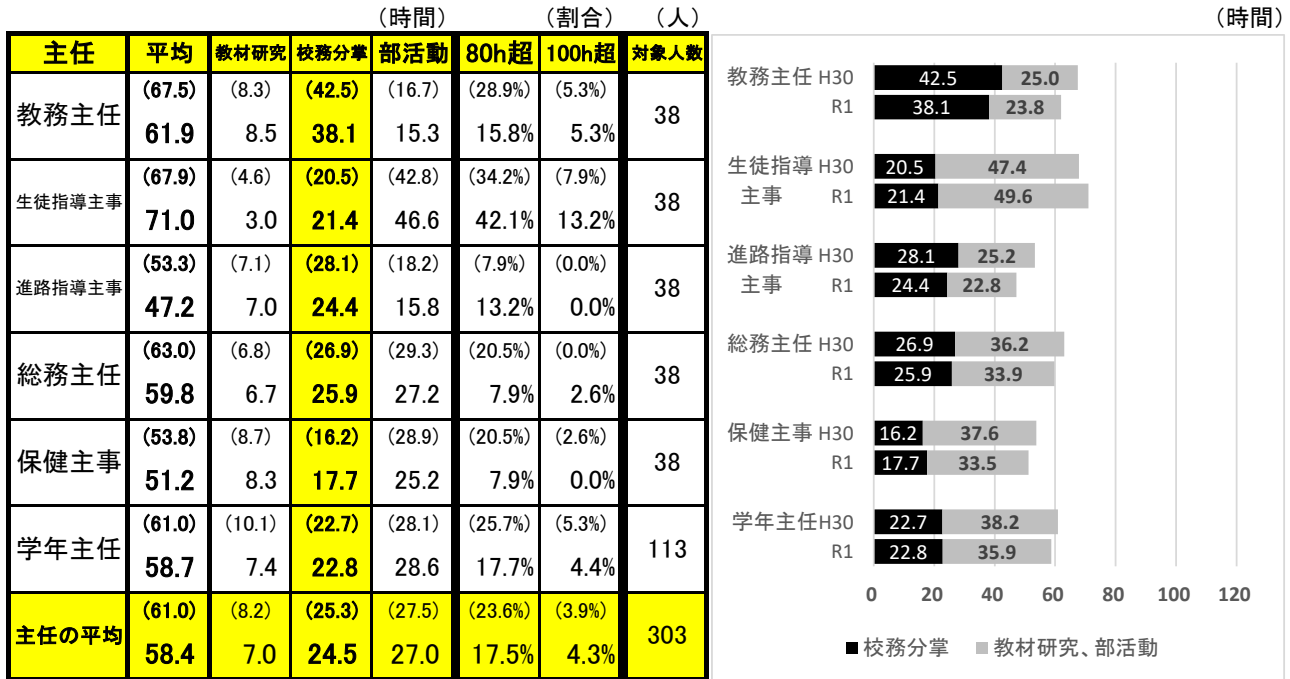 (時間) (割合) (人)
主任 平均 教材研究 校務分掌 部活動 80h超 100h超 対象人数
教務主任 (67.5) (8.3) (42.5) (16.7) (28.9%) (5.3%) 38
61.9 8.5 38.1 15.3 15.8% 5.3%
生徒指導主事 (67.9) (4.6) (20.5) (42.8) (34.2%) (7.9%) 38
71.0 3.0 21.4 46.6 42.1% 13.2%
進路指導主事 (53.3) (7.1) (28.1) (18.2) (7.9%) (0.0%) 38
47.2 7.0 24.4 15.8 13.2% 0.0%
総務主任 (63.0) (6.8) (26.9) (29.3) (20.5%) (0.0%) 38
59.8 6.7 25.9 27.2 7.9% 2.6%
保健主事 (53.8) (8.7) (16.2) (28.9) (20.5%) (2.6%) 38
51.2 8.3 17.7 25.2 7.9% 0.0%
学年主任 (61.0) (10.1) (22.7) (28.1) (25.7%) (5.3%) 113
58.7 7.4 22.8 28.6 17.7% 4.4%
主任の平均 (61.0) (8.2) (25.3) (27.5) (23.6%) (3.9%) 303
58.4 7.0 24.5 27.0 17.5% 4.3%
(時間)
教務主任 H30 42.5 25.0
R1 38.1 23.8
生徒指導 H30 20.5 47.4
主事 R1 21.4 49.6
進路指導 H30 28.1 25.2
主事 R1 24.4 22.8
総務主任 H30 26.9 36.2
R1 25.9 33.9
保健主事 H30 16.2 37.6
R1 17.7 33.5
学年主任H30 22.7 38.2
R1 22.8 35.9
0 20 40 60 80 100 120
■校務分掌 ■教材研究、部活動